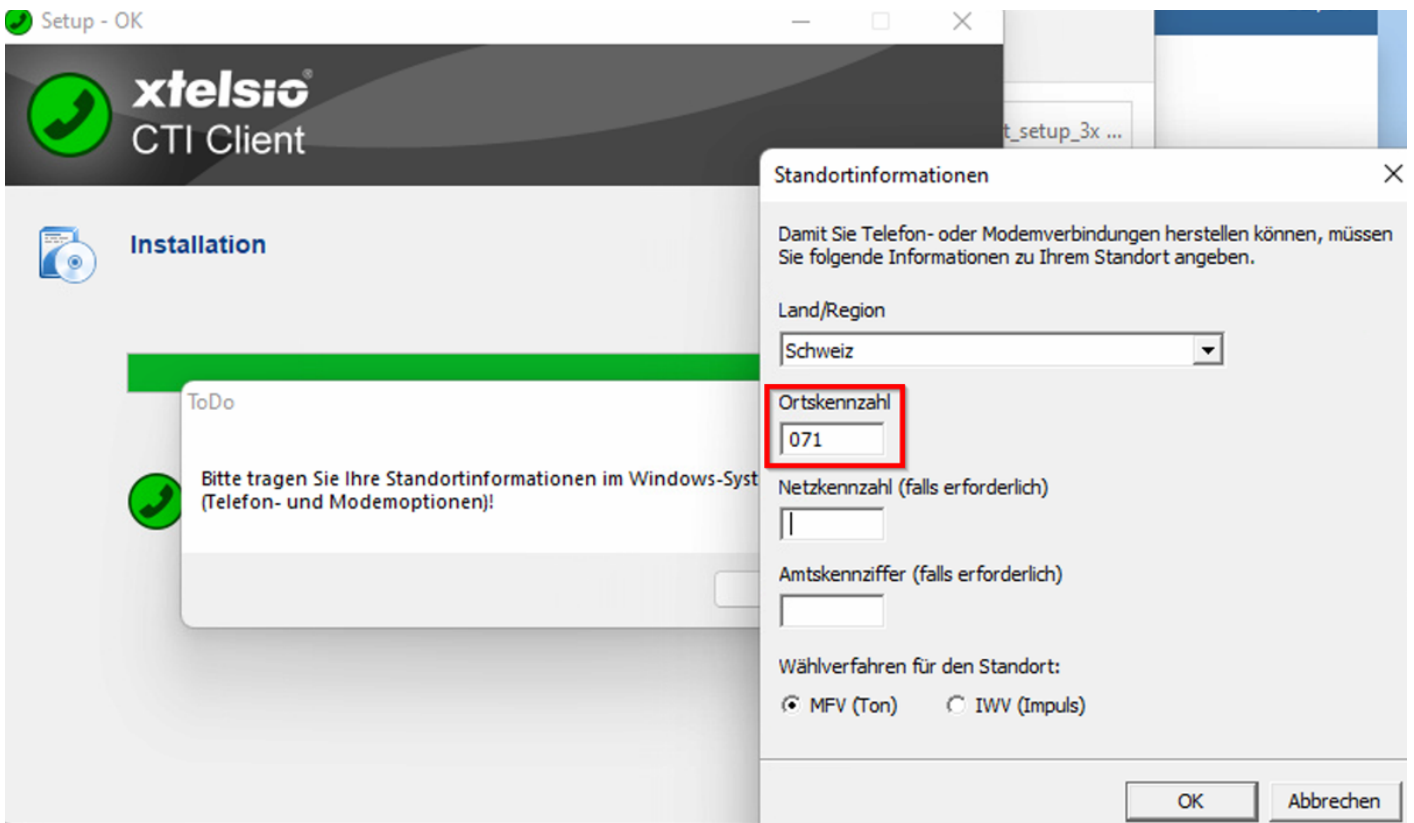 Setup - OK
xtelsio®
CTI Client
t_setup_3x ...
Installation
ToDo
Bitte tragen Sie Ihre Standortinformationen im Windows-Syst
(Telefon- und Modemoptionen)!
Standortinformationen
Damit Sie Telefon- oder Modemverbindungen herstellen können, müssen
Sie folgende Informationen zu Ihrem Standort angeben.
Land/Region
Schweiz
Ortskennzahl
071
Netzkennzahl (falls erforderlich)
Amtskennziffer (falls erforderlich)
Wählverfahren für den Standort:
MFV (Ton) IWV (Impuls)
OK Abbrechen